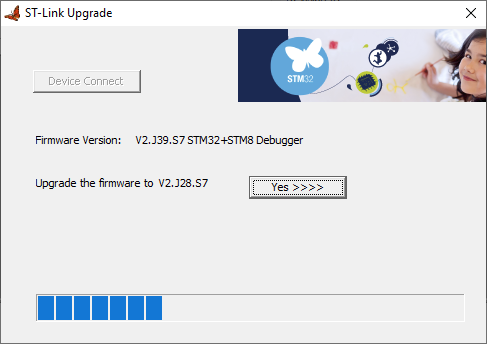 ST-Link Upgrade
STM32
Device Connect
Firmware Version: V2.J39.S7 STM32+STM8 Debugger
Upgrade the firmware to V2.J28.S7
Yes >>>>